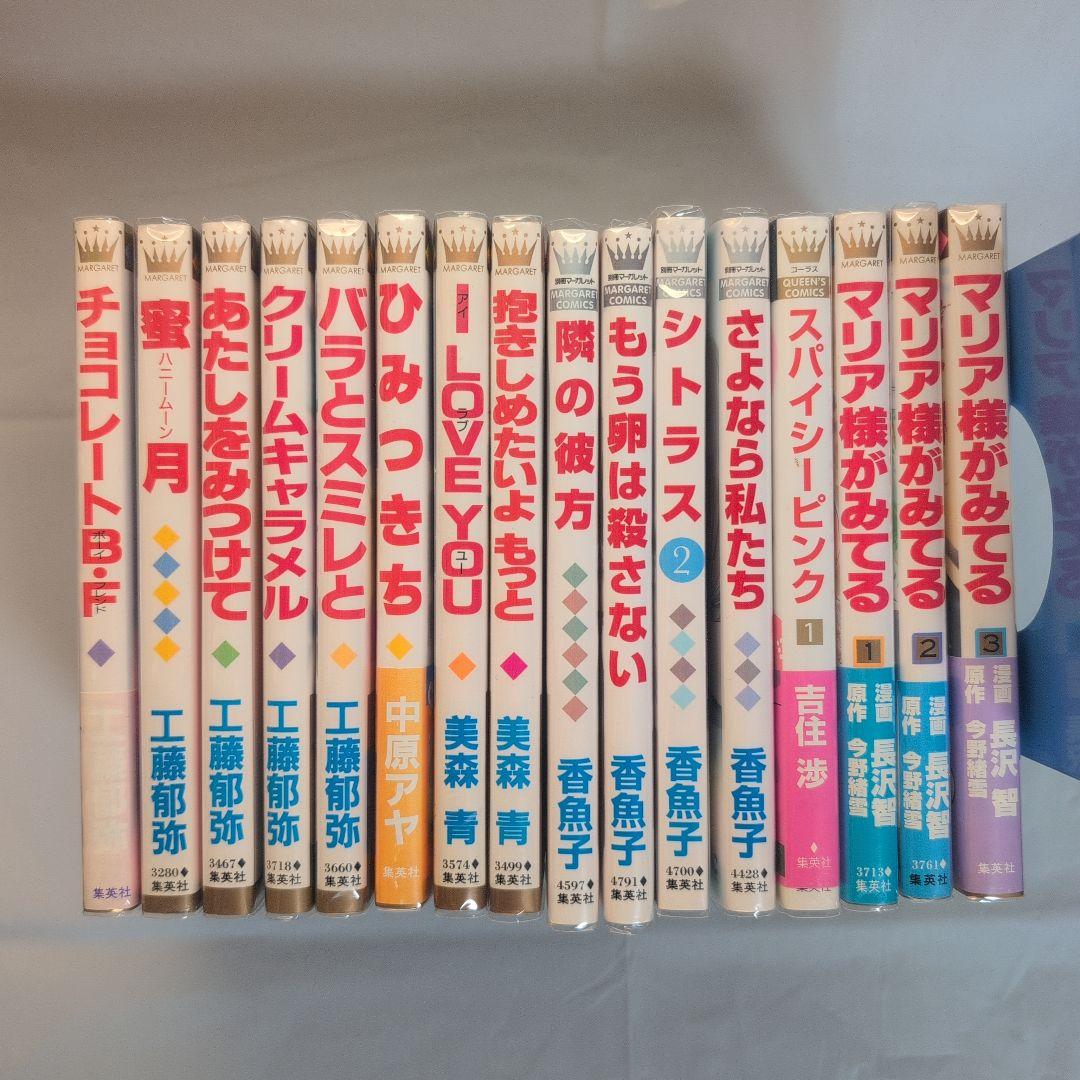 MARGARET
チョコレートB・F
ボーイ フレンド
集英社
MARGARET
蜜月
ハニームーン
工藤郁弥
3280♦
集英社
MARGARET
あたしをみつけて
工藤郁弥
3467♦
集英社
MARGARET
クリームキャラメル
工藤郁弥
3718♦
集英社
MARGARET
バラとスミレと
工藤郁弥
3660♦
集英社
MARGARET
ひみつきち
中原アヤ
集英社
MARGARET
I LOVE YOU
アイ ラブ ユー
美森 青
3574♦
集英社
MARGARET
抱きしめたいよ もっと
美森 青
3499♦
集英社
別冊マーガレット
MARGARET
COMICS
隣の彼方
香魚子
4597♦
集英社
別冊マーガレット
MARGARET
COMICS
もう卵は殺さない
香魚子
4791♦
集英社
別冊マーガレット
MARGARET
COMICS
シトラス
2
香魚子
4700♦
集英社
別冊マーガレット
MARGARET
COMICS
さよなら私たち
香魚子
4428♦
集英社
コーラス
QUEEN'S
COMICS
スパイシーピンク
1
吉住 渉
集英社
集英社
MARGARET
マリア様がみてる
1
漫画 長沢智
原作 今野緒雪
3713♦
集英社
MARGARET
マリア様がみてる
2
漫画 長沢智
原作 今野緒雪
3761♦
集英社
MARGARET
マリア様がみてる
3
漫画 長沢 智
原作 今野緒雪
集英社